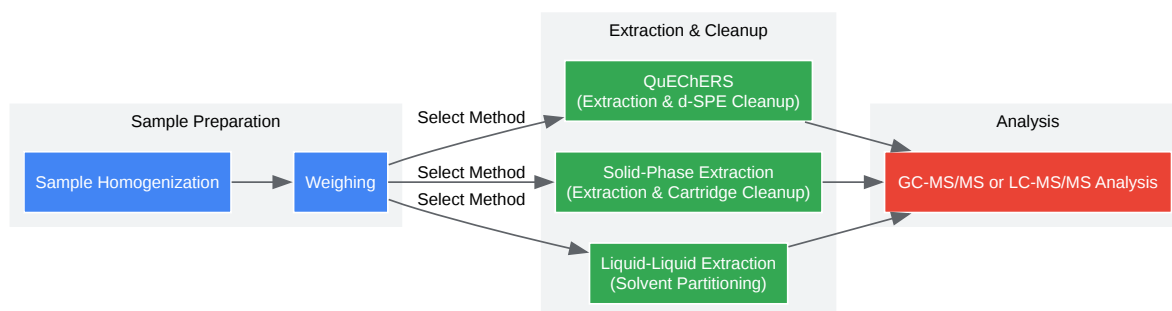 Sample Preparation
Sample Homogenization
Weighing
Select Method
Select Method
Select Method
Extraction & Cleanup
QuEChERS
(Extraction & d-SPE Cleanup)
Solid-Phase Extraction
(Extraction & Cartridge Cleanup)
Liquid-Liquid Extraction
(Solvent Partitioning)
Analysis
GC-MS/MS or LC-MS/MS Analysis